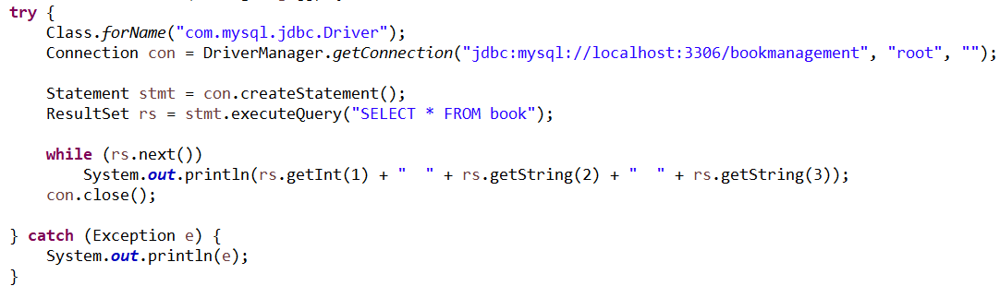 try {
Class.forName("com.mysql.jdbc.Driver");
Connection con = DriverManager.getConnection("jdbc:mysql://localhost:3306/bookmanagement", "root", "");
Statement stmt = con.createStatement();
ResultSet rs = stmt.executeQuery("SELECT * FROM book");
while (rs.next())
System.out.println(rs.getInt(1) + "  " + rs.getString(2) + "  " + rs.getString(3));
con.close();
} catch (Exception e) {
System.out.println(e);
}